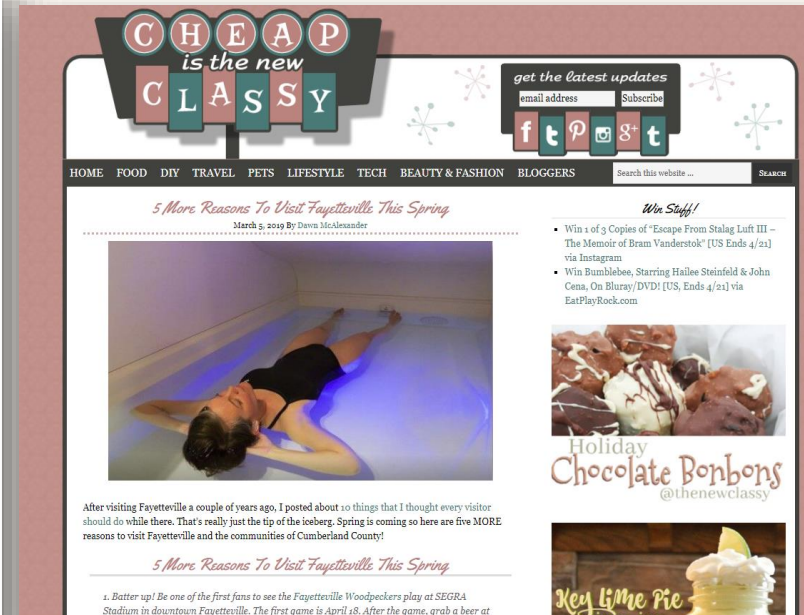 CHEAP
is the new
CLASSY
get the latest updates
email address Subscribe
f t P g+ t
HOME FOOD DIY TRAVEL PETS LIFESTYLE TECH BEAUTY & FASHION BLOGGERS
Search this website ... SEARCH
5 More Reasons To Visit Fayetteville This Spring
March 5, 2019 By Dawn McAlexander
After visiting Fayetteville a couple of years ago, I posted about 10 things that I thought every visitor
should do while there. That's really just the tip of the iceberg. Spring is coming so here are five MORE
reasons to visit Fayetteville and the communities of Cumberland County!
5 More Reasons To Visit Fayetteville This Spring
1. Batter up! Be one of the first fans to see the Fayetteville Woodpeckers play at SEGRA
Stadium in downtown Fayetteville. The first game is April 18. After the game, grab a beer at
Win Stuff!
Win 1 of 3 Copies of "Escape From Stalag Luft III –
The Memoir of Bram Vanderstok" [US Ends 4/21]
via Instagram
Win Bumblebee, Starring Hailee Steinfeld & John
Cena, On Bluray/DVD! [US, Ends 4/21] via
EatPlayRock.com
Holiday
Chocolate Bonbons
@thenewclassy
Key Lime Pie